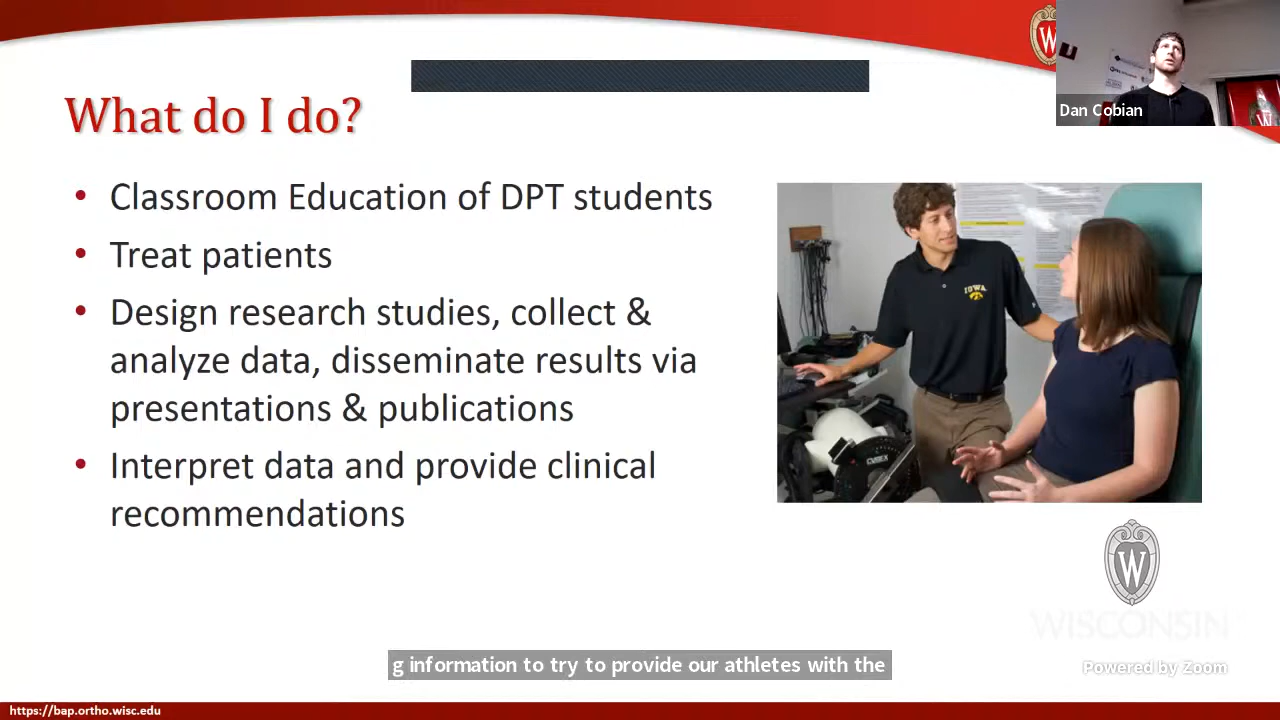 W
Dan Cobian
What do I do?
• Classroom Education of DPT students
• Treat patients
• Design research studies, collect &
analyze data, disseminate results via
presentations & publications
• Interpret data and provide clinical
recommendations
IOWA
CYBEX
W
WISCONSIN
g information to try to provide our athletes with the
Powered by Zoom
https://bap.ortho.wisc.edu